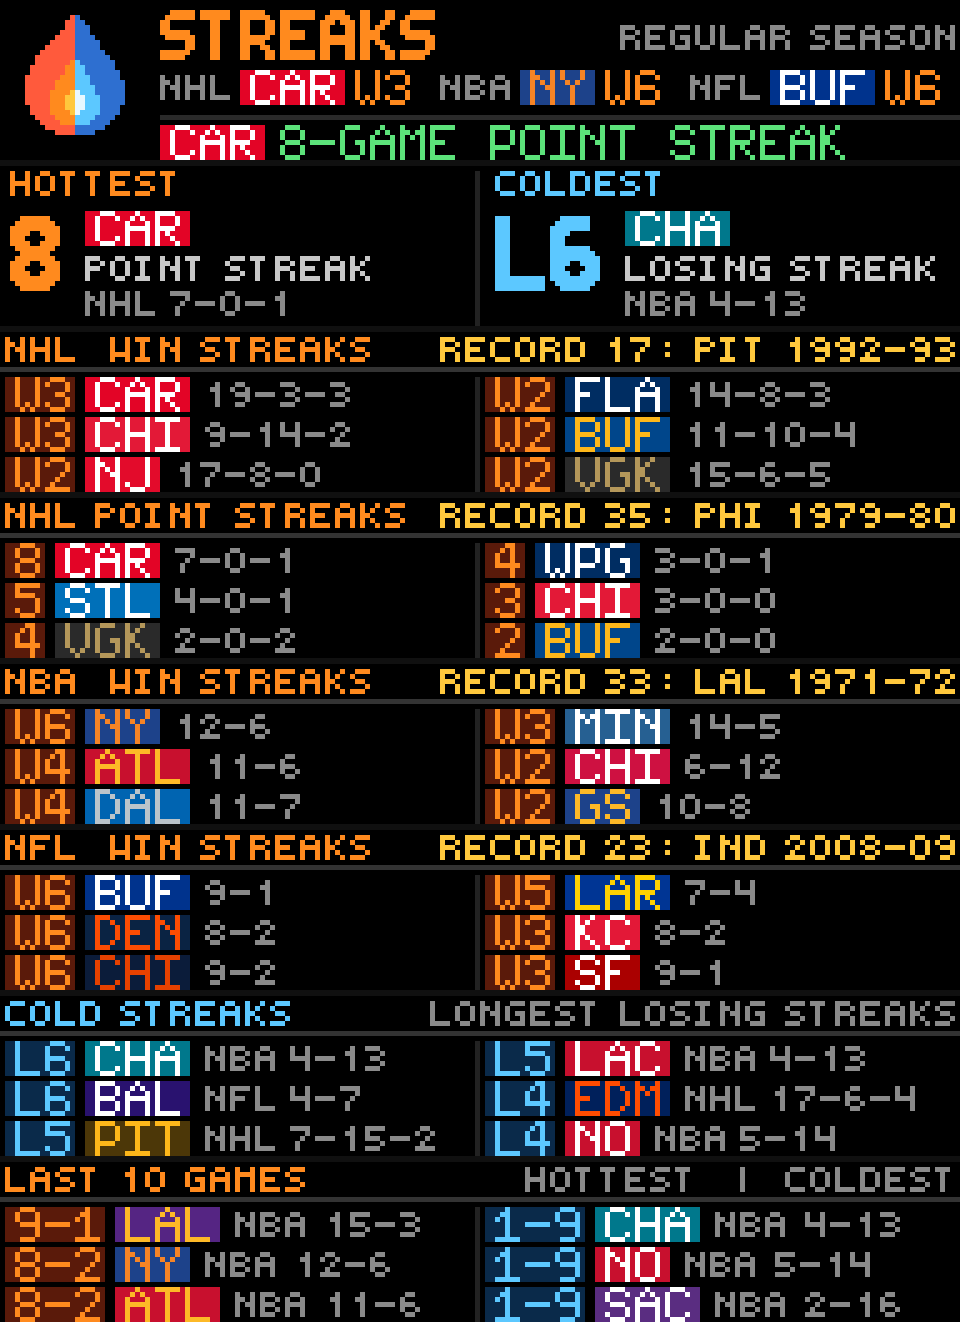 STREAKS
REGULAR SEASON
NHL CAR W3 NBA NY W6 NFL BUF W6
CAR 8-GAME POINT STREAK
HOTTEST
8 CAR
POINT STREAK
NHL 7-0-1
COLDEST
L6 CHA
LOSING STREAK
NBA 4-13
NHL WIN STREAKS RECORD 17: PIT 1992-93
W3 CAR 19-3-3 W2 FLA 14-8-3
W3 CHI 9-14-2 W2 BUF 11-10-4
W2 NJ 17-8-0 W2 VGK 15-6-5
NHL POINT STREAKS RECORD 35: PHI 1979-80
8 CAR 7-0-1 4 WPG 3-0-1
5 STL 4-0-1 3 CHI 3-0-0
4 VGK 2-0-2 2 BUF 2-0-0
NBA WIN STREAKS RECORD 33: LAL 1971-72
W6 NY 12-6 W3 MIN 14-5
W4 ATL 11-6 W2 CHI 6-12
W4 DAL 11-7 W2 GS 10-8
NFL WIN STREAKS RECORD 23: IND 2008-09
W6 BUF 9-1 W5 LAR 7-4
W6 DEN 8-2 W3 KC 8-2
W6 CHI 9-2 W3 SF 9-1
COLD STREAKS LONGEST LOSING STREAKS
L6 CHA NBA 4-13 L5 LAC NBA 4-13
L6 BAL NFL 4-7 L4 EDM NHL 17-6-4
L5 PIT NHL 7-15-2 L4 NO NBA 5-14
LAST 10 GAMES HOTTEST | COLDEST
9-1 LAL NBA 15-3 1-9 CHA NBA 4-13
8-2 NY NBA 12-6 1-9 NO NBA 5-14
8-2 ATL NBA 11-6 1-9 SAC NBA 2-16